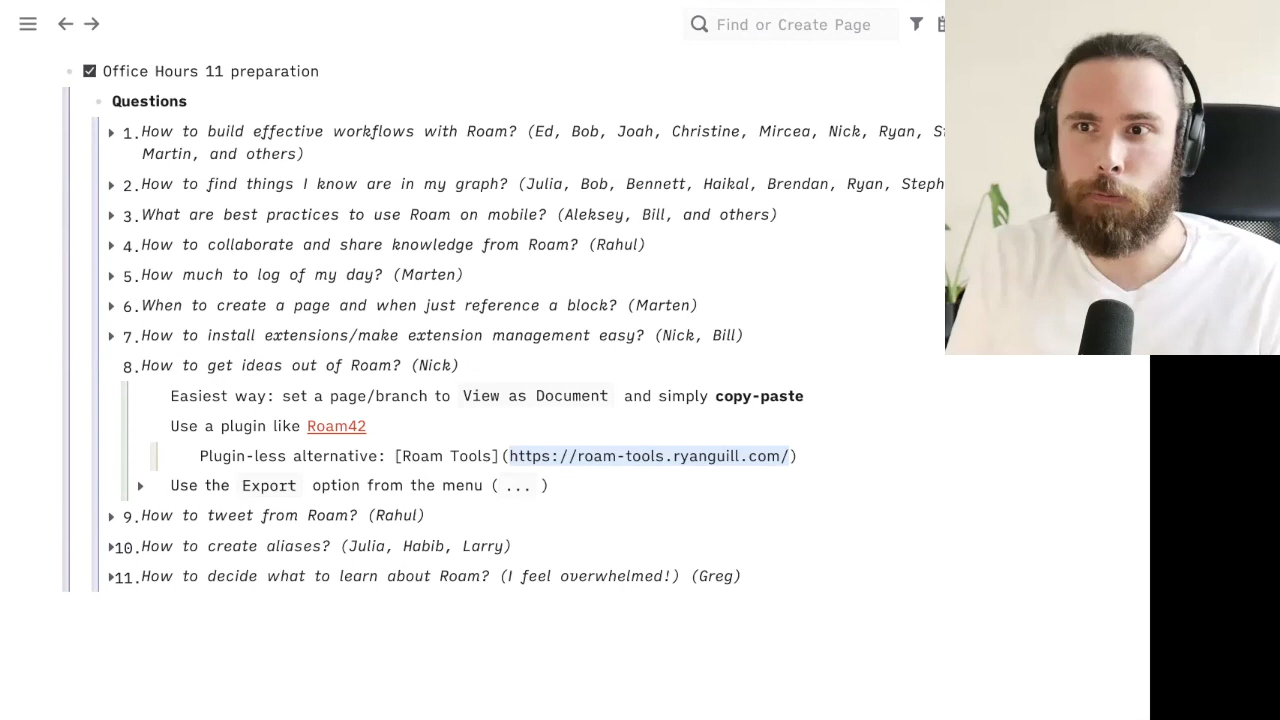 Find or Create Page
Office Hours 11 preparation
Questions
1. How to build effective workflows with Roam? (Ed, Bob, Joah, Christine, Mircea, Nick, Ryan,
Martin, and others)
2. How to find things I know are in my graph? (Julia, Bob, Bennett, Haikal, Brendan, Ryan,
3. What are best practices to use Roam on mobile? (Aleksey, Bill, and others)
4. How to collaborate and share knowledge from Roam? (Rahul)
5. How much to log of my day? (Marten)
6. When to create a page and when just reference a block? (Marten)
7. How to install extensions/make extension management easy? (Nick, Bill)
8. How to get ideas out of Roam? (Nick)
Easiest way: set a page/branch to View as Document and simply copy-paste
Use a plugin like Roam42
Plugin-less alternative: [Roam Tools](https://roam-tools.ryanguill.com/)
Use the Export option from the menu (...)
9. How to tweet from Roam? (Rahul)
10. How to create aliases? (Julia, Habib, Larry)
11. How to decide what to learn about Roam? (I feel overwhelmed!) (Greg)